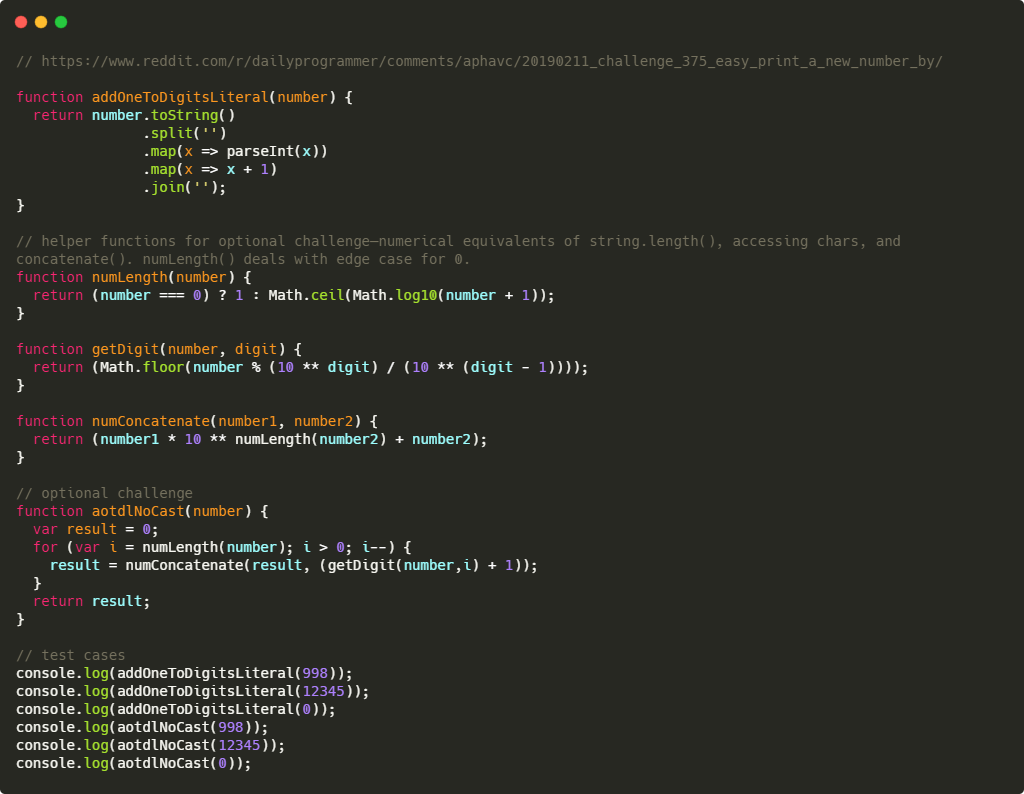 // https://www.reddit.com/r/dailyprogrammer/comments/aphavc/20190211_challenge_375_easy_print_a_new_number_by/

function addOneToDigitsLiteral(number) {
  return number.toString()
               .split('')
               .map(x => parseInt(x))
               .map(x => x + 1)
               .join('');
}

// helper functions for optional challenge—numerical equivalents of string.length(), accessing chars, and
concatenate(). numLength() deals with edge case for 0.
function numLength(number) {
  return (number === 0) ? 1 : Math.ceil(Math.log10(number + 1));
}

function getDigit(number, digit) {
  return (Math.floor(number % (10 ** digit) / (10 ** (digit - 1))));
}

function numConcatenate(number1, number2) {
  return (number1 * 10 ** numLength(number2) + number2);
}

// optional challenge
function aotdlNoCast(number) {
  var result = 0;
  for (var i = numLength(number); i > 0; i--) {
    result = numConcatenate(result, (getDigit(number,i) + 1));
  }
  return result;
}

// test cases
console.log(addOneToDigitsLiteral(998));
console.log(addOneToDigitsLiteral(12345));
console.log(addOneToDigitsLiteral(0));
console.log(aotdlNoCast(998));
console.log(aotdlNoCast(12345));
console.log(aotdlNoCast(0));